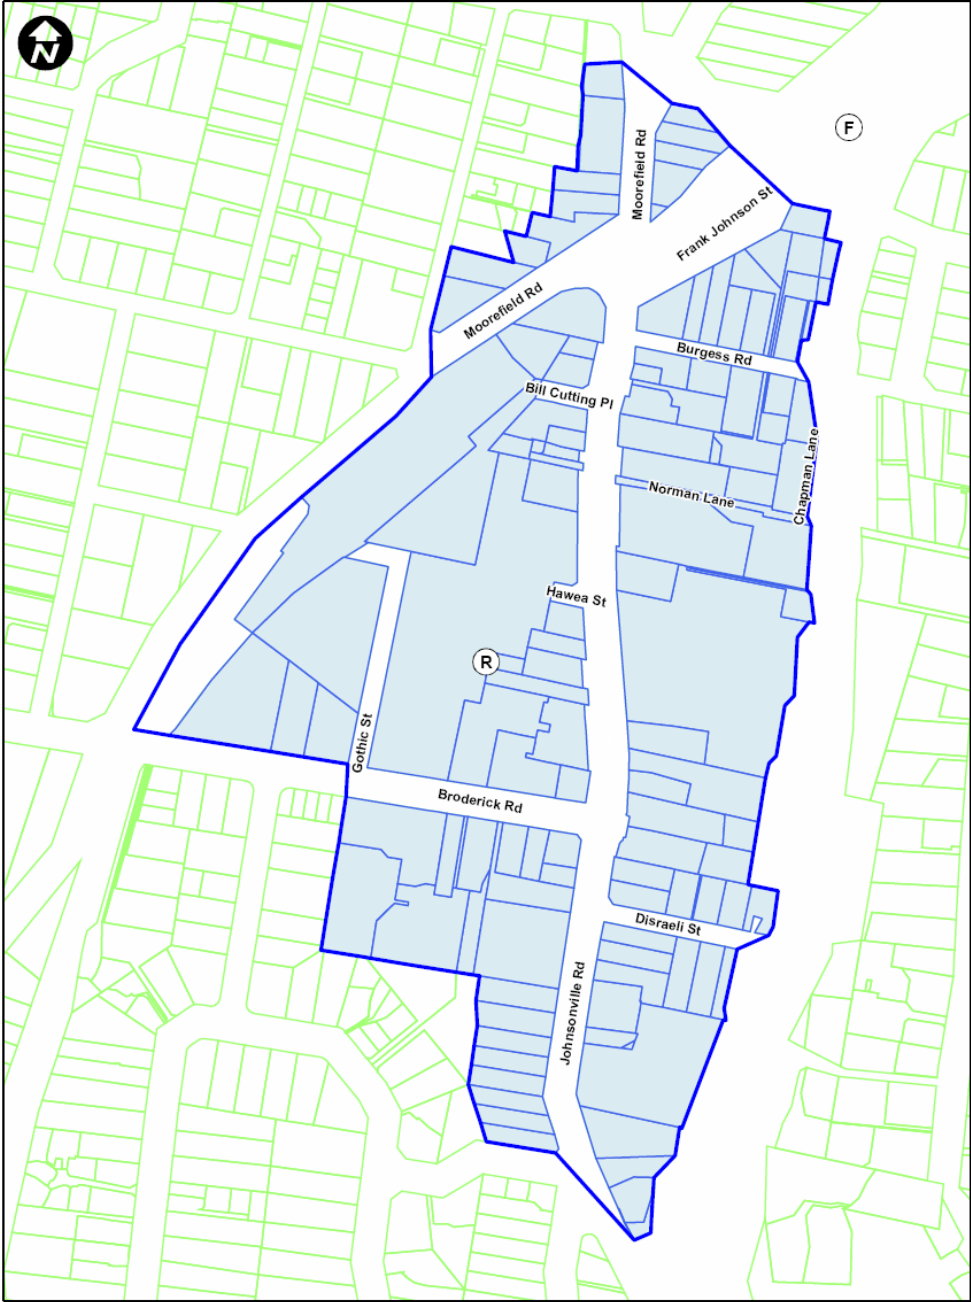 N
F
Moorefield Rd
Frank Johnson St
Moorefield Rd
Burgess Rd
Bill Cutting Pl
Chapman Lane
Norman Lane
Hawea St
R
Gothic St
Broderick Rd
Disraeli St
Johnsonville Rd